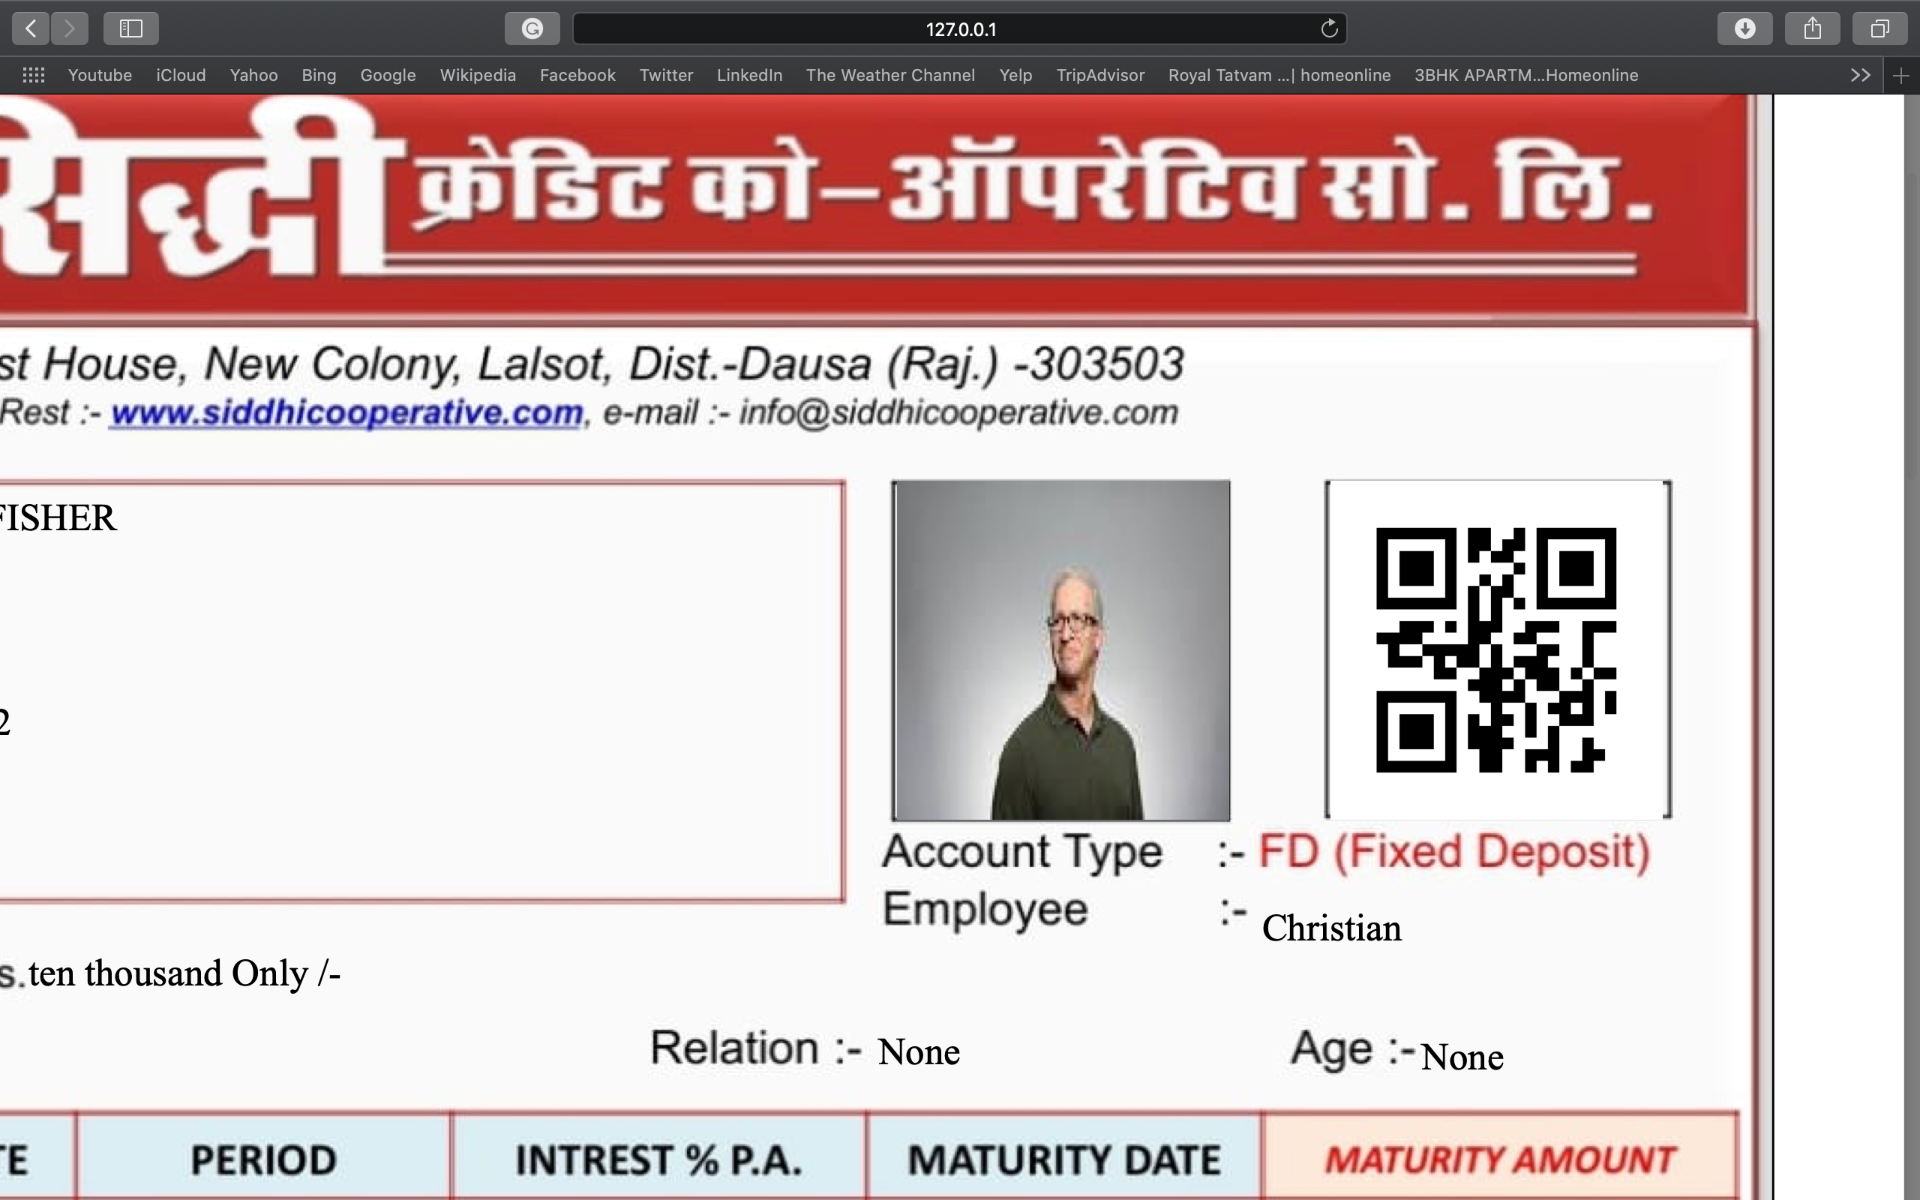 127.0.0.1
Youtube iCloud Yahoo Bing Google Wikipedia Facebook Twitter LinkedIn The Weather Channel Yelp TripAdvisor Royal Tatvam ...| homeonline 3BHK APARTM...Homeonline
सिद्धी क्रेडिट को-ऑपरेटिव सो. लि.
st House, New Colony, Lalsot, Dist.-Dausa (Raj.) -303503
Rest :- www.siddhicooperative.com, e-mail :- info@siddhicooperative.com
FISHER
2
Account Type :- FD (Fixed Deposit)
Employee :- Christian
s. ten thousand Only /-
Relation :- None Age :- None
TE PERIOD INTREST % P.A. MATURITY DATE MATURITY AMOUNT